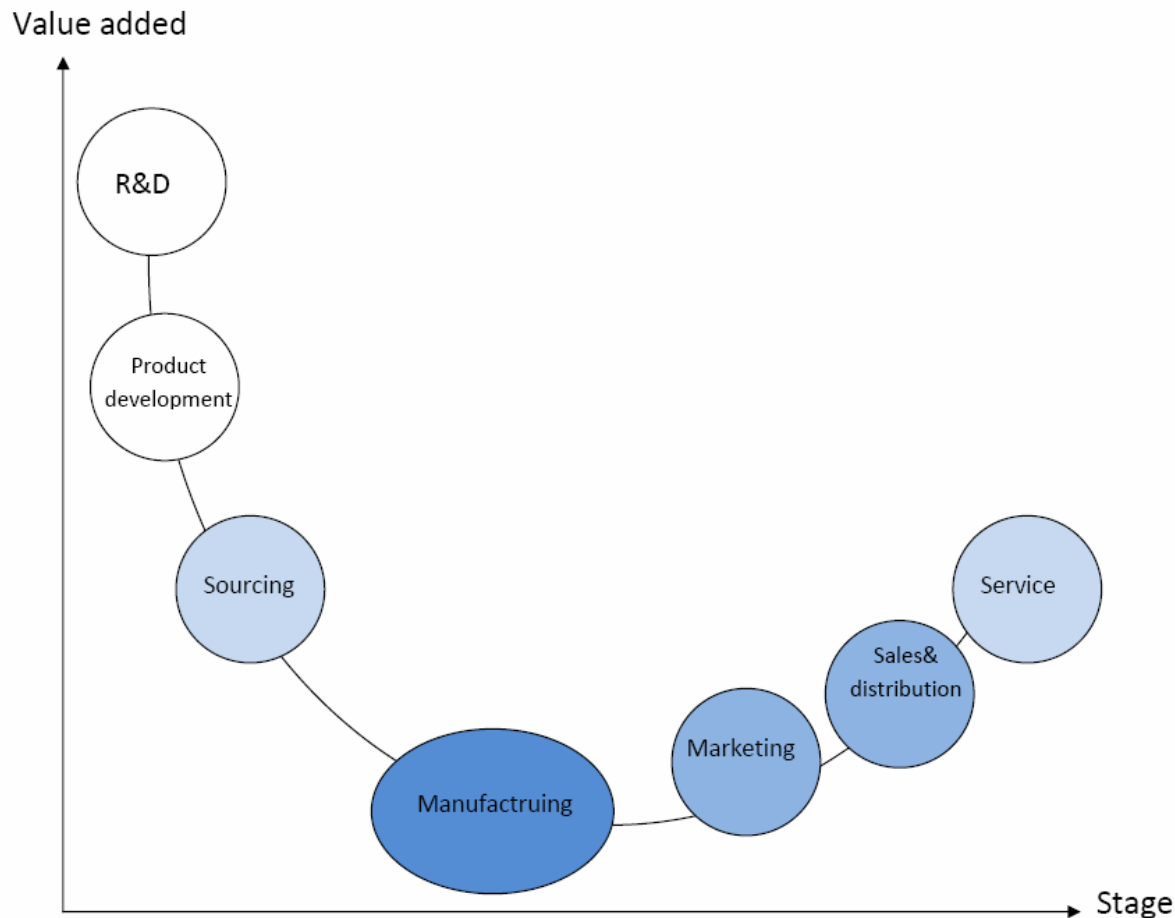 Value added
R&D
Product
development
Sourcing
Service
Sales&
distribution
Marketing
Manufactruing
Stage